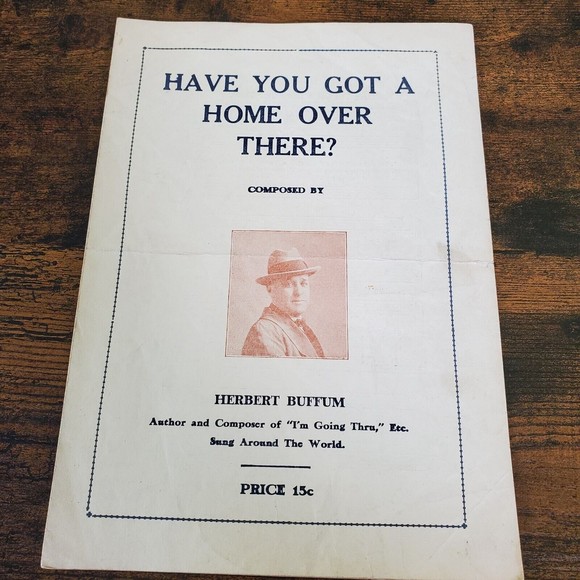 HAVE YOU GOT A
HOME OVER
THERE?
COMPOSED BY
HERBERT BUFFUM
Author and Composer of "I'm Going Thru," Etc.
Sung Around The World.
PRICE 15c